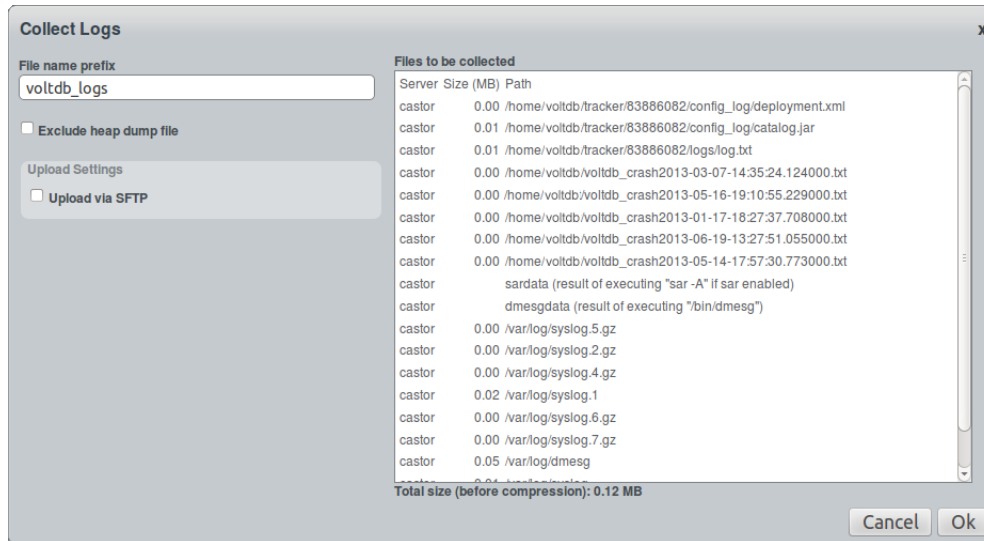 Collect Logs
x
File name prefix
voltdb_logs
Exclude heap dump file
Upload Settings
Upload via SFTP
Files to be collected
Server Size (MB) Path
castor 0.00 /home/voltdb/tracker/83886082/config_log/deployment.xml
castor 0.01 /home/voltdb/tracker/83886082/config_log/catalog.jar
castor 0.01 /home/voltdb/tracker/83886082/logs/log.txt
castor 0.00 /home/voltdb/voltdb_crash2013-03-07-14:35:24.124000.txt
castor 0.00 /home/voltdb/voltdb_crash2013-05-16-19:10:55.229000.txt
castor 0.00 /home/voltdb/voltdb_crash2013-01-17-18:27:37.708000.txt
castor 0.00 /home/voltdb/voltdb_crash2013-06-19-13:27:51.055000.txt
castor 0.00 /home/voltdb/voltdb_crash2013-05-14-17:57:30.773000.txt
castor sardata (result of executing "sar -A" if sar enabled)
castor dmesgdata (result of executing "/bin/dmesg")
castor 0.00 /var/log/syslog.5.gz
castor 0.00 /var/log/syslog.2.gz
castor 0.00 /var/log/syslog.4.gz
castor 0.02 /var/log/syslog.1
castor 0.00 /var/log/syslog.6.gz
castor 0.00 /var/log/syslog.7.gz
castor 0.05 /var/log/dmesg
Total size (before compression): 0.12 MB
Cancel Ok